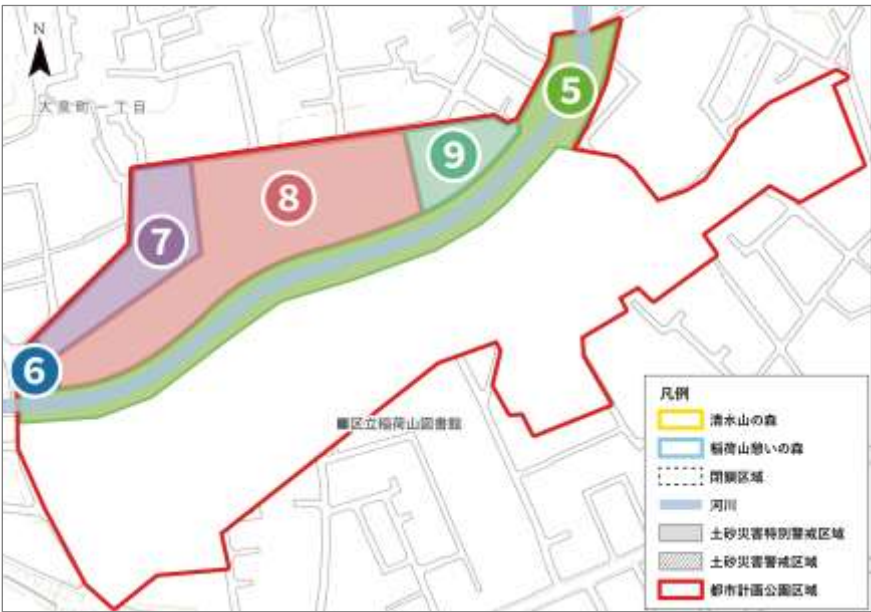 N
大泉町一丁目
5
9
8
7
6
■区立稲荷山図書館
凡例
清水山の森
稲荷山憩いの森
閉鎖区域
河川
土砂災害特別警戒区域
土砂災害警戒区域
都市計画公園区域